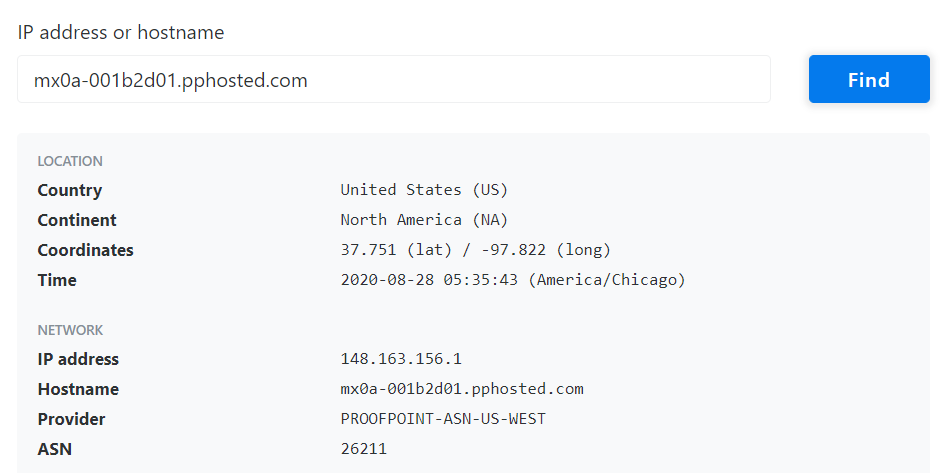 IP address or hostname
mx0a-001b2d01.pphosted.com
Find
LOCATION
Country United States (US)
Continent North America (NA)
Coordinates 37.751 (lat) / -97.822 (long)
Time 2020-08-28 05:35:43 (America/Chicago)
NETWORK
IP address 148.163.156.1
Hostname mx0a-001b2d01.pphosted.com
Provider PROOFPOINT-ASN-US-WEST
ASN 26211